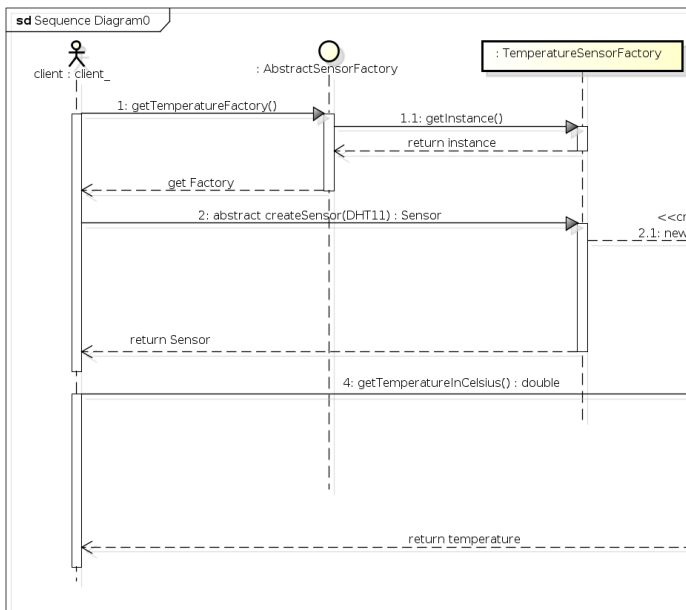 sd Sequence Diagram0
client : client_
: AbstractSensorFactory
: TemperatureSensorFactory
1: getTemperatureFactory()
1.1: getInstance()
return instance
get Factory
2: abstract createSensor(DHT11) : Sensor
<<cr
2.1: new
return Sensor
4: getTemperatureInCelsius() : double
return temperature